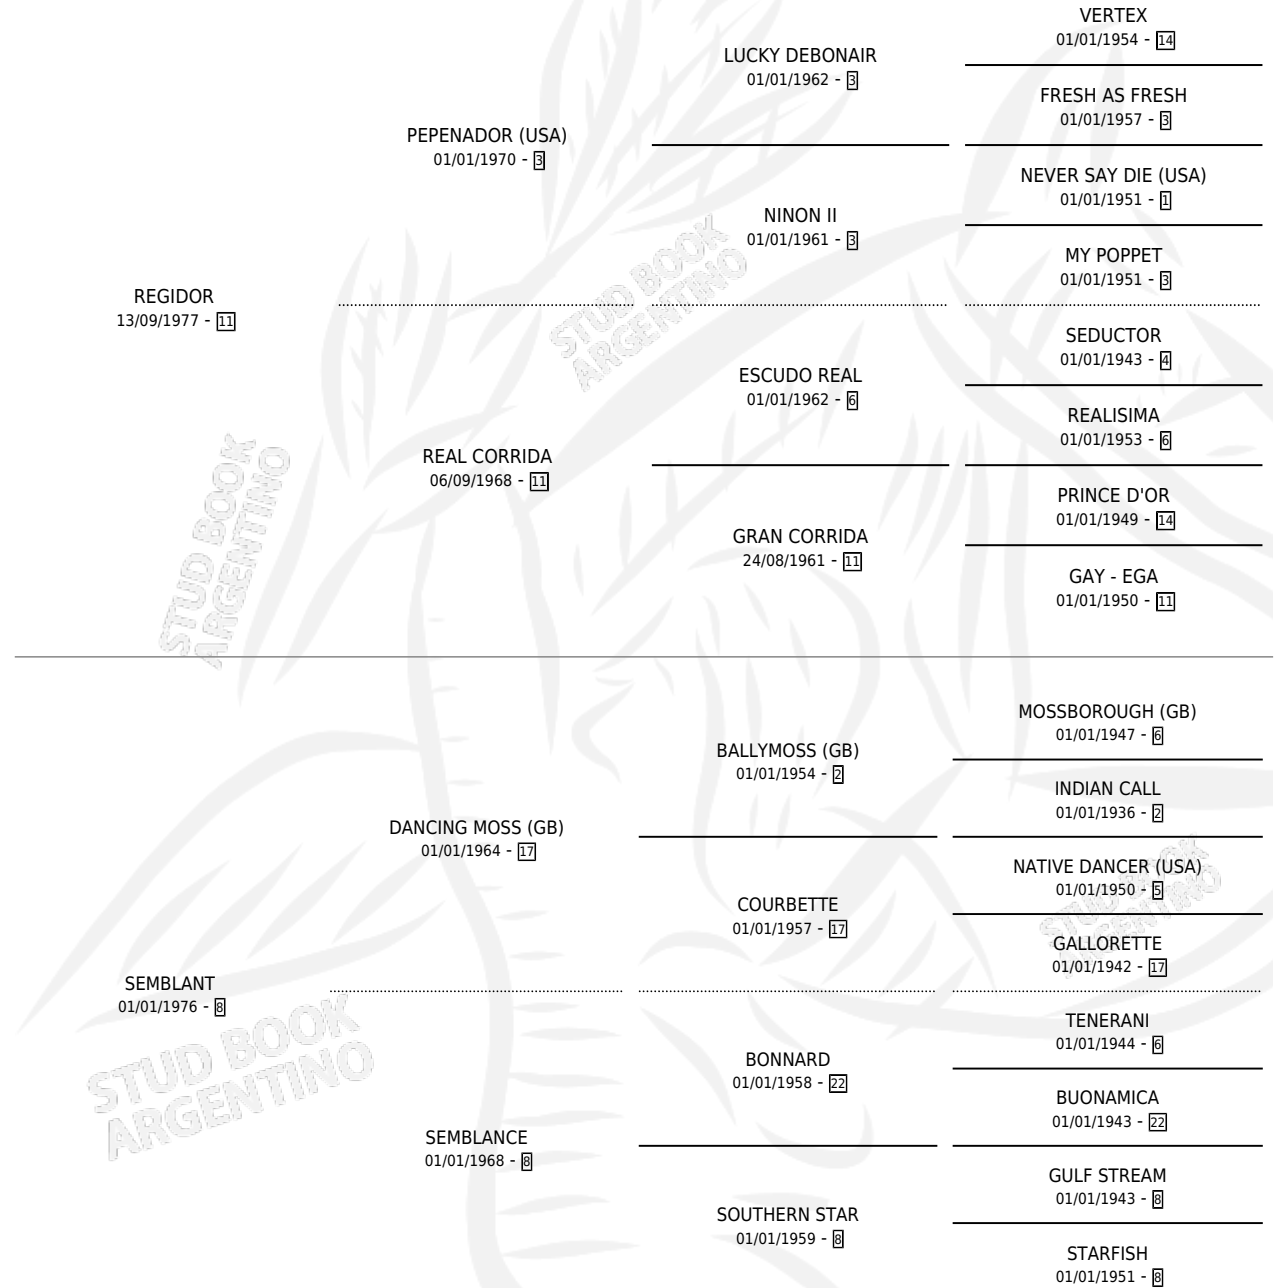 REGIDOR
13/09/1977 - 11
PEPENADOR (USA)
01/01/1970 - 3
LUCKY DEBONAIR
01/01/1962 - 3
VERTEX
01/01/1954 - 14
FRESH AS FRESH
01/01/1957 - 3
NINON II
01/01/1961 - 3
NEVER SAY DIE (USA)
01/01/1951 - 1
MY POPPET
01/01/1951 - 3
REAL CORRIDA
06/09/1968 - 11
ESCUDO REAL
01/01/1962 - 6
SEDUCTOR
01/01/1943 - 4
REALISIMA
01/01/1953 - 6
GRAN CORRIDA
24/08/1961 - 11
PRINCE D'OR
01/01/1949 - 14
GAY - EGA
01/01/1950 - 11
SEMBLANT
01/01/1976 - 8
DANCING MOSS (GB)
01/01/1964 - 17
BALLYMOSS (GB)
01/01/1954 - 2
MOSSBOROUGH (GB)
01/01/1947 - 6
INDIAN CALL
01/01/1936 - 2
COURBETTE
01/01/1957 - 17
NATIVE DANCER (USA)
01/01/1950 - 5
GALLORETTE
01/01/1942 - 17
SEMBLANCE
01/01/1968 - 8
BONNARD
01/01/1958 - 22
TENERANI
01/01/1944 - 6
BUONAMICA
01/01/1943 - 22
SOUTHERN STAR
01/01/1959 - 8
GULF STREAM
01/01/1943 - 8
STARFISH
01/01/1951 - 8
STUD BOOK
ARGENTINO
STUD BOOK
ARGENTINO
STUD BOOK
ARGENTINO
STUD BOOK
ARGENTINO